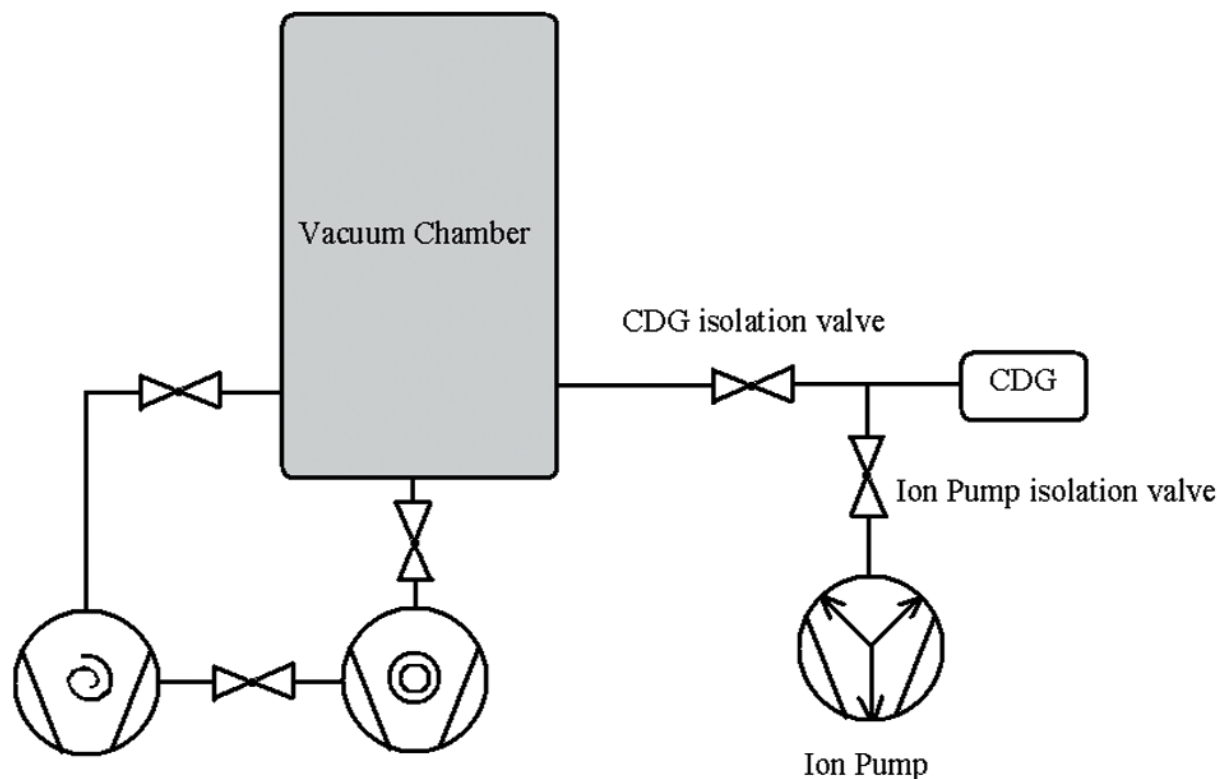 Vacuum Chamber
CDG isolation valve
CDG
Ion Pump isolation valve
Ion Pump